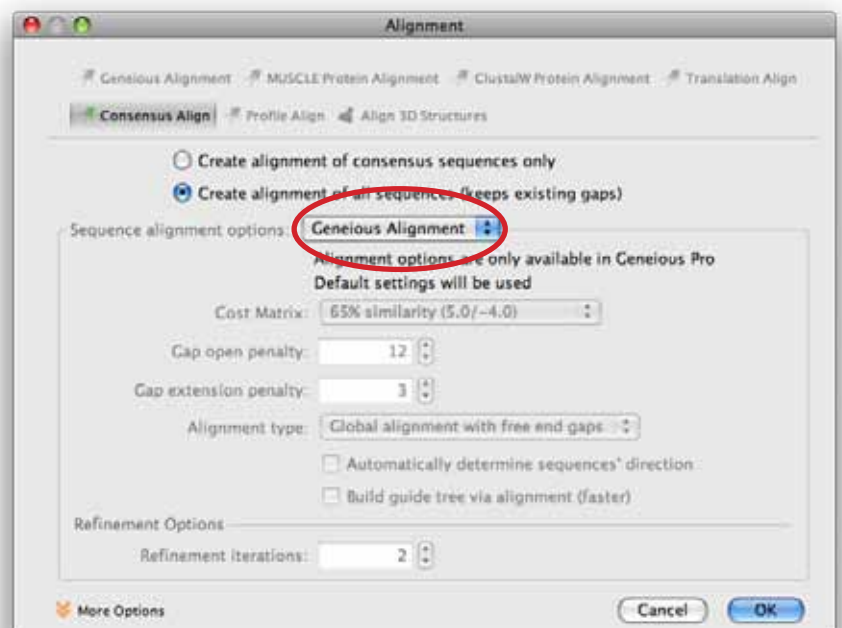 Alignment
Geneious Alignment MUSCLE Protein Alignment ClustalW Protein Alignment Translation Align
Consensus Align Profile Align Align 3D Structures
Create alignment of consensus sequences only
Create alignment of all sequences (keeps existing gaps)
Sequence alignment options: Geneious Alignment
Alignment options are only available in Geneious Pro
Default settings will be used
Cost Matrix: 65% similarity (5.0/-4.0)
Gap open penalty: 12
Gap extension penalty: 3
Alignment type: Global alignment with free end gaps
Automatically determine sequences' direction
Build guide tree via alignment (faster)
Refinement Options
Refinement iterations: 2
More Options Cancel OK